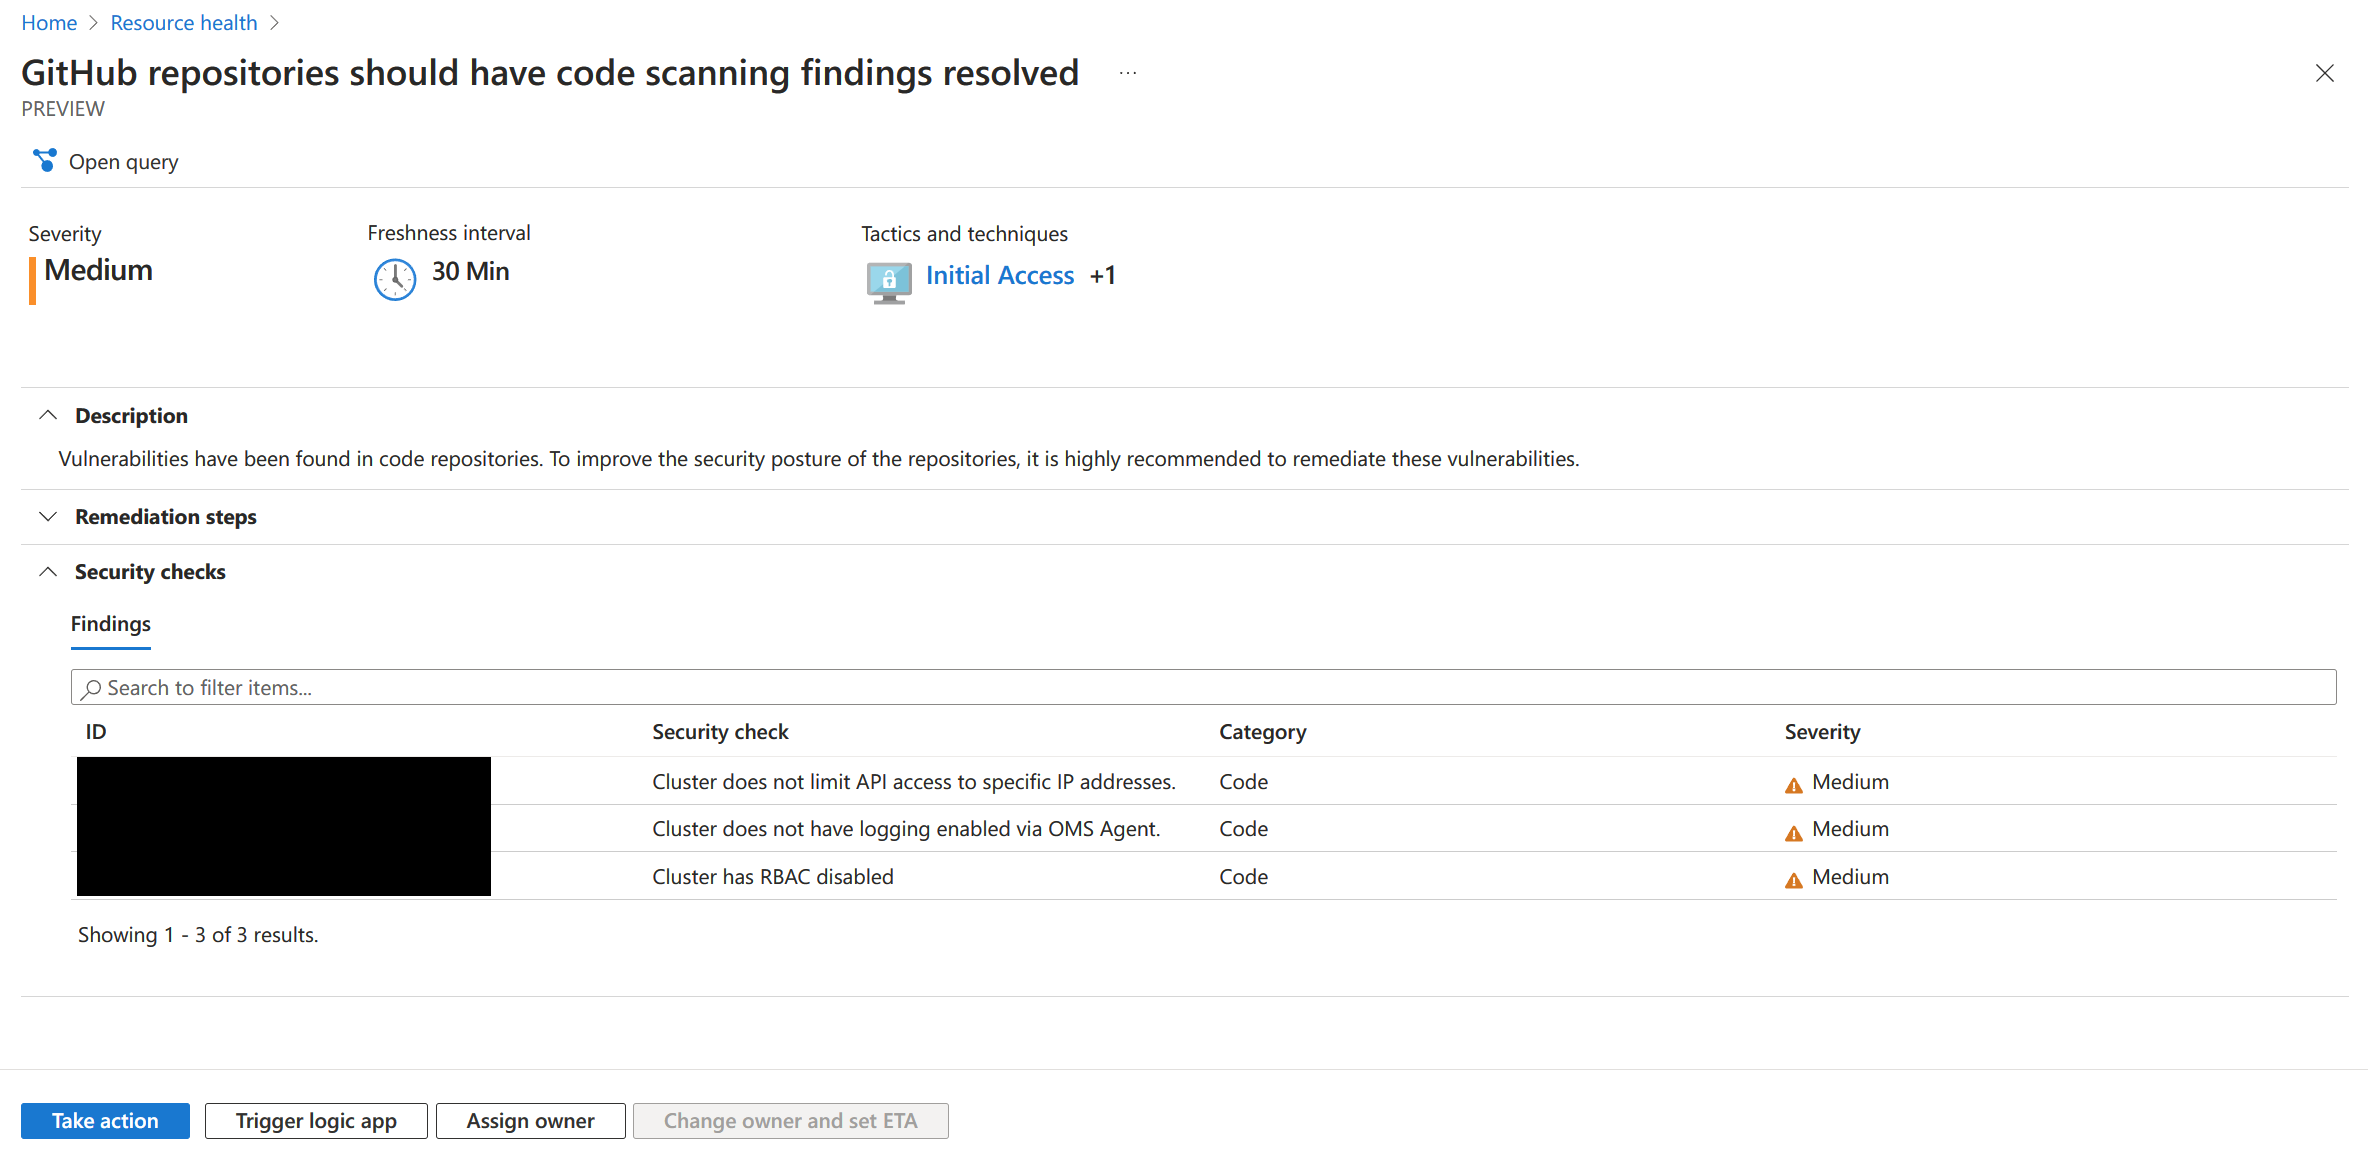 Home > Resource health >
GitHub repositories should have code scanning findings resolved ...
PREVIEW
Open query
Severity
Medium
Freshness interval
30 Min
Tactics and techniques
Initial Access +1
Description
Vulnerabilities have been found in code repositories. To improve the security posture of the repositories, it is highly recommended to remediate these vulnerabilities.
Remediation steps
Security checks
Findings
Search to filter items...
ID Security check Category Severity
Cluster does not limit API access to specific IP addresses. Code Medium
Cluster does not have logging enabled via OMS Agent. Code Medium
Cluster has RBAC disabled Code Medium
Showing 1 - 3 of 3 results.
Take action Trigger logic app Assign owner Change owner and set ETA